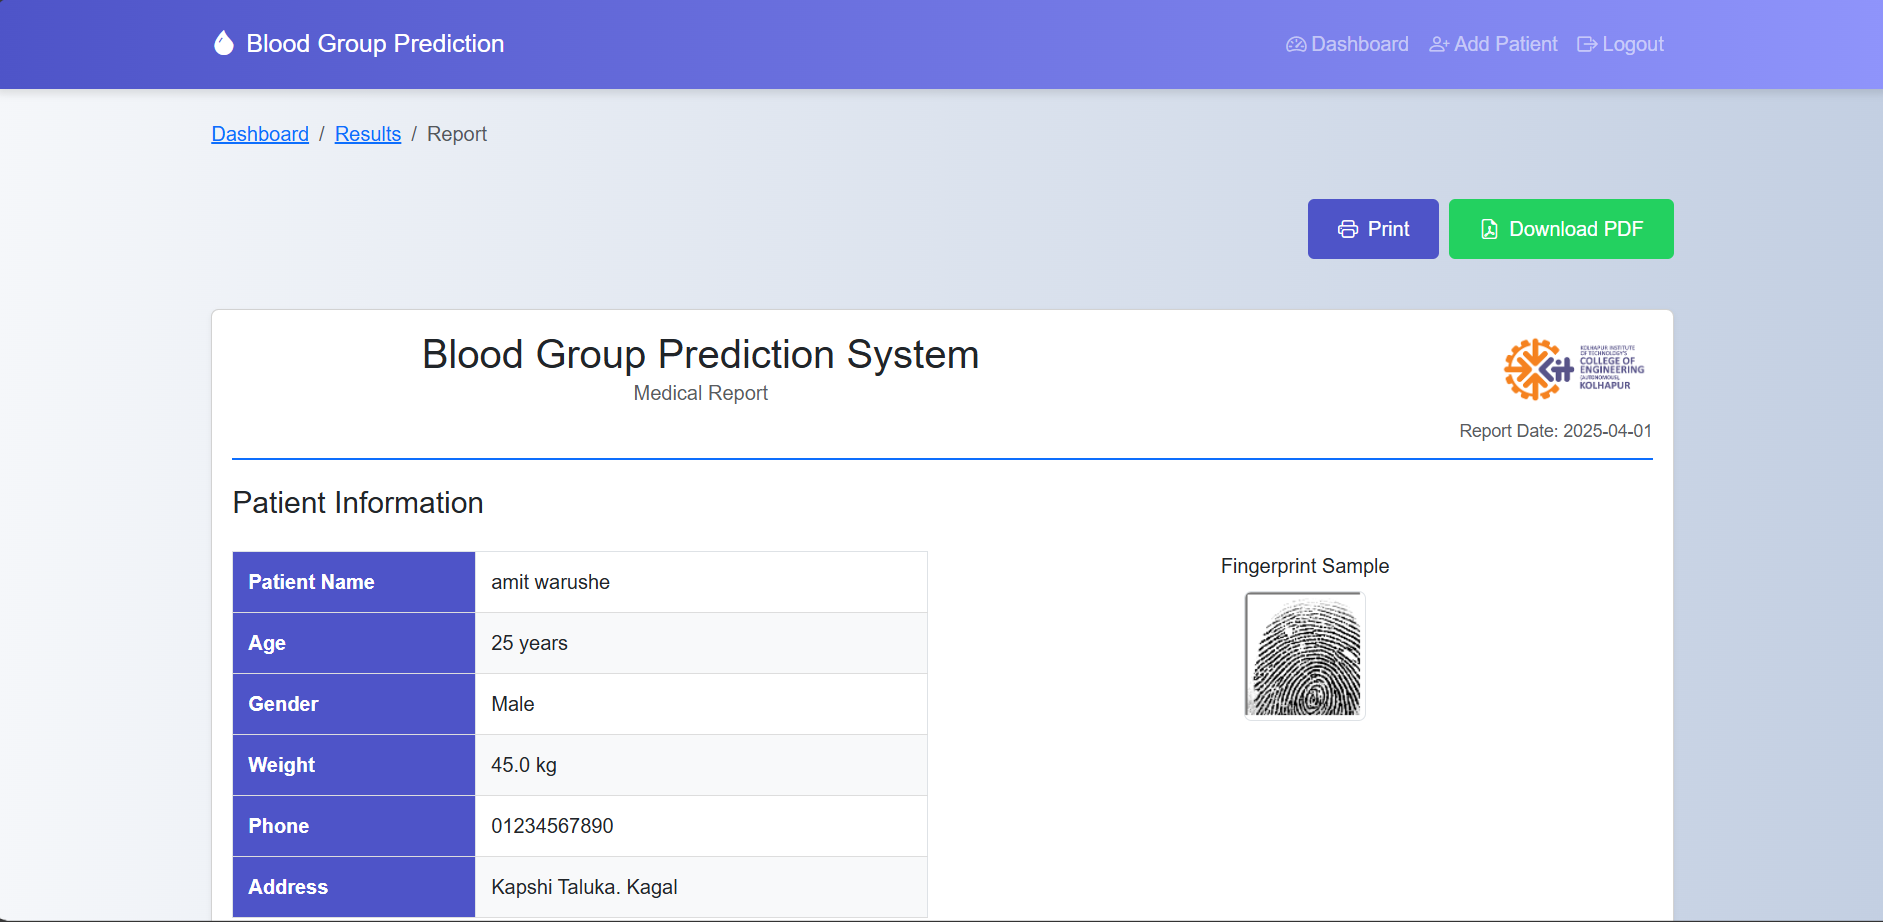 Blood Group Prediction
Dashboard Add Patient Logout
Dashboard / Results / Report
Print Download PDF
Blood Group Prediction System
Medical Report
KOLHAPUR INSTITUTE
OF TECHNOLOGY'S
COLLEGE OF
ENGINEERING
(AUTONOMOUS),
KOLHAPUR
kit
Report Date: 2025-04-01
Patient Information
Patient Name amit warushe
Age 25 years
Gender Male
Weight 45.0 kg
Phone 01234567890
Address Kapshi Taluka. Kagal
Fingerprint Sample